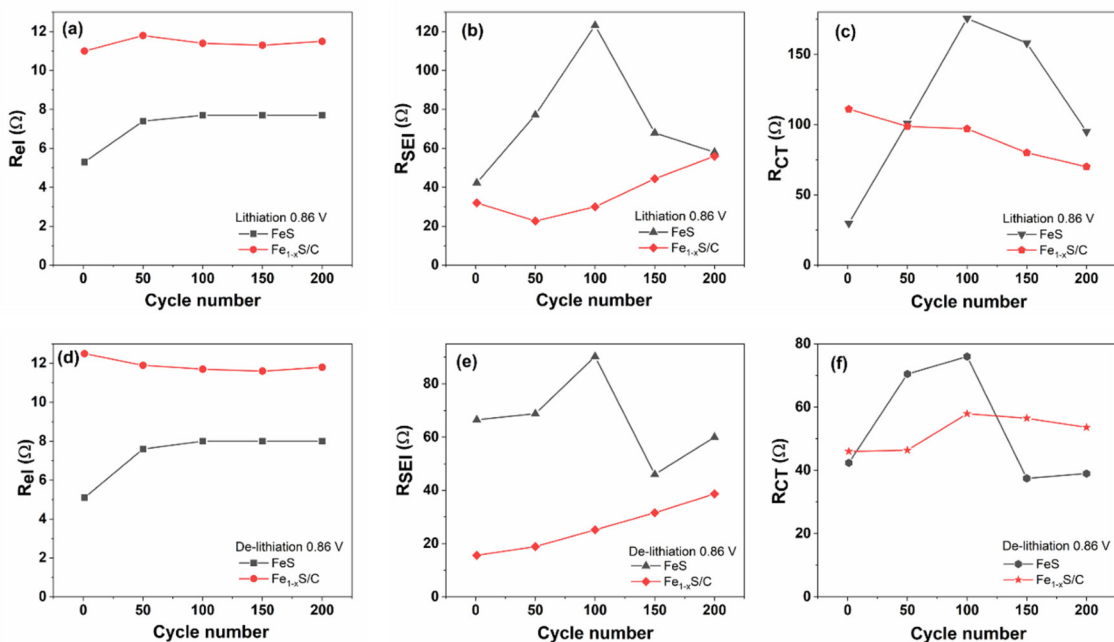 (a)
12
10
8
6
4
2
0
R_el (Ω)
Lithiation 0.86 V
FeS
Fe₁₋ₓS/C
0 50 100 150 200
Cycle number
(b)
120
100
80
60
40
20
0
R_SEI (Ω)
Lithiation 0.86 V
FeS
Fe₁₋ₓS/C
0 50 100 150 200
Cycle number
(c)
150
100
50
0
R_CT (Ω)
Lithiation 0.86 V
FeS
Fe₁₋ₓS/C
0 50 100 150 200
Cycle number
(d)
12
10
8
6
4
2
0
R_el (Ω)
De-lithiation 0.86 V
FeS
Fe₁₋ₓS/C
0 50 100 150 200
Cycle number
(e)
80
60
40
20
0
R_SEI (Ω)
De-lithiation 0.86 V
FeS
Fe₁₋ₓS/C
0 50 100 150 200
Cycle number
(f)
80
60
40
20
0
R_CT (Ω)
De-lithiation 0.86 V
FeS
Fe₁₋ₓS/C
0 50 100 150 200
Cycle number